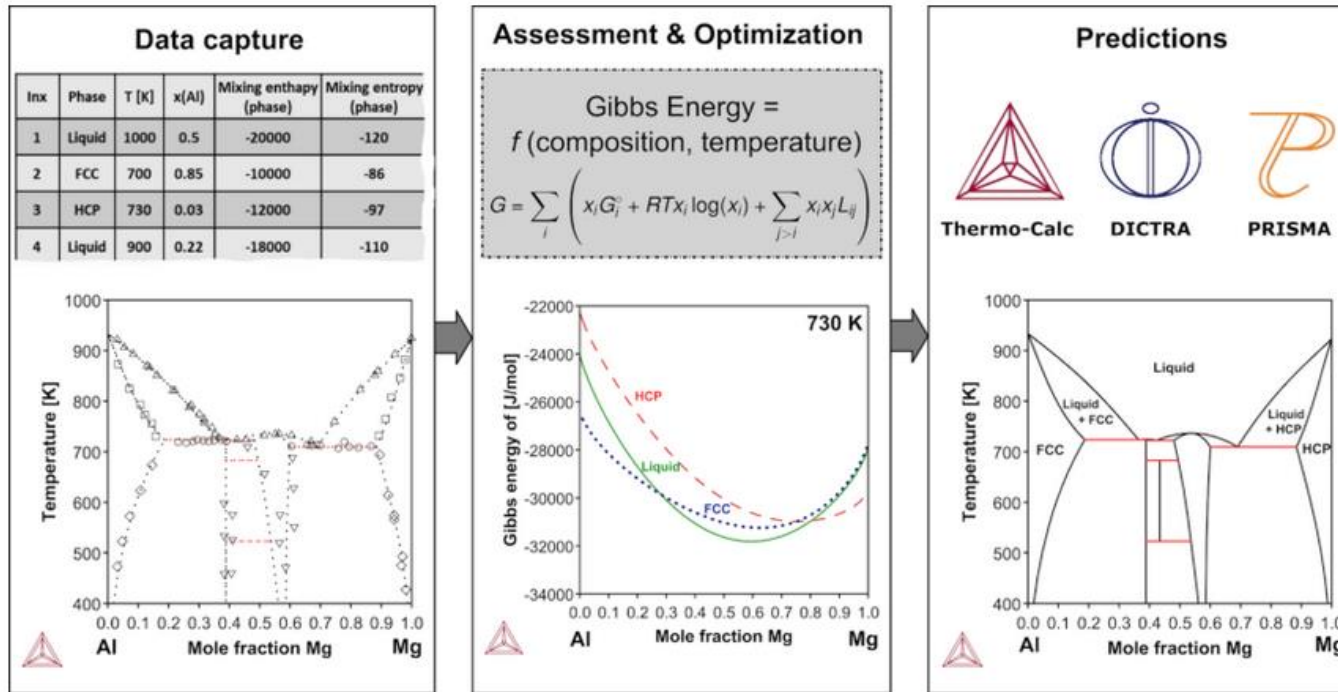 Data capture
Inx Phase T [K] x(Al) Mixing enthapy (phase) Mixing entropy (phase)
1 Liquid 1000 0.5 -20000 -120
2 FCC 700 0.85 -10000 -86
3 HCP 730 0.03 -12000 -97
4 Liquid 900 0.22 -18000 -110
1000
900
800
700
600
500
400
Temperature [K]
0.0 0.1 0.2 0.3 0.4 0.5 0.6 0.7 0.8 0.9 1.0
Al Mole fraction Mg Mg
Assessment & Optimization
Gibbs Energy =
f (composition, temperature)
G = ∑i ( xiGi° + RTxi log(xi) + ∑j>i xixjLij )
-22000
-24000
-26000
-28000
-30000
-32000
-34000
Gibbs energy of [J/mol]
730 K
HCP
Liquid
FCC
0.0 0.1 0.2 0.3 0.4 0.5 0.6 0.7 0.8 0.9 1.0
Al Mole fraction Mg Mg
Predictions
Thermo-Calc DICTRA PRISMA
1000
900
800
700
600
500
400
Temperature [K]
Liquid
Liquid
+ FCC
Liquid
+ HCP
FCC
HCP
0.0 0.1 0.2 0.3 0.4 0.5 0.6 0.7 0.8 0.9 1.0
Al Mole fraction Mg Mg